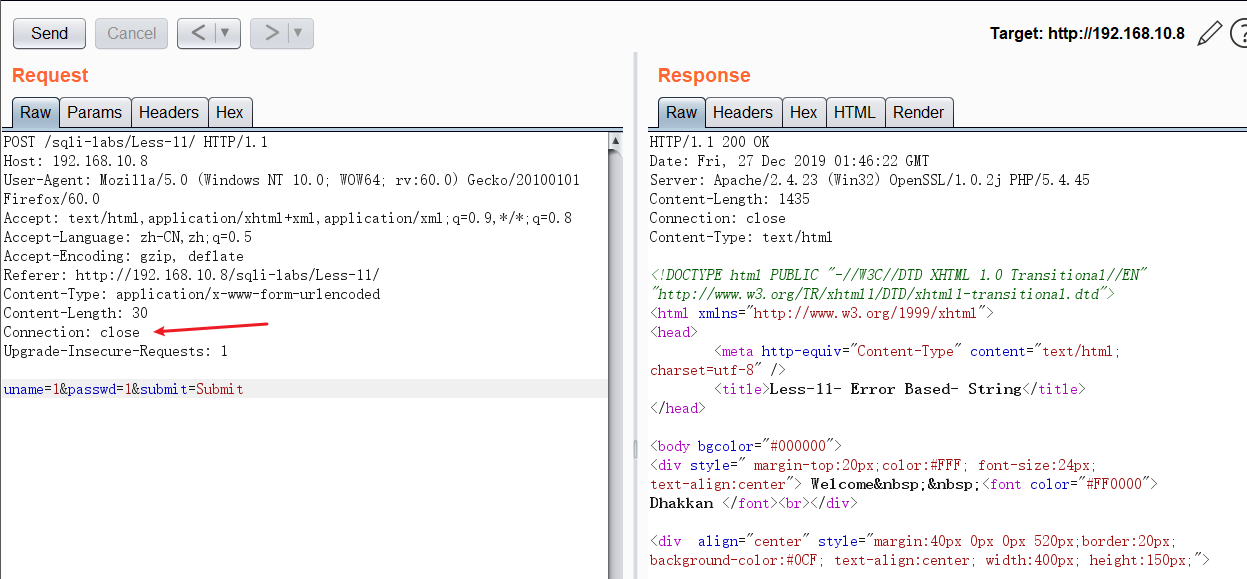 Send
Cancel
<
>
Target: http://192.168.10.8
?
Request
Raw
Params
Headers
Hex
POST /sqli-labs/Less-11/ HTTP/1.1
Host: 192.168.10.8
User-Agent: Mozilla/5.0 (Windows NT 10.0; WOW64; rv:60.0) Gecko/20100101
Firefox/60.0
Accept: text/html,application/xhtml+xml,application/xml;q=0.9,*/*;q=0.8
Accept-Language: zh-CN,zh;q=0.5
Accept-Encoding: gzip, deflate
Referer: http://192.168.10.8/sqli-labs/Less-11/
Content-Type: application/x-www-form-urlencoded
Content-Length: 30
Connection: close
Upgrade-Insecure-Requests: 1
uname=1&passwd=1&submit=Submit
Response
Raw
Headers
Hex
HTML
Render
HTTP/1.1 200 OK
Date: Fri, 27 Dec 2019 01:46:22 GMT
Server: Apache/2.4.23 (Win32) OpenSSL/1.0.2j PHP/5.4.45
Content-Length: 1435
Connection: close
Content-Type: text/html
<!DOCTYPE html PUBLIC "-//W3C//DTD XHTML 1.0 Transitional//EN"
"http://www.w3.org/TR/xhtml1/DTD/xhtml1-transitional.dtd">
<html xmlns="http://www.w3.org/1999/xhtml">
<head>
<meta http-equiv="Content-Type" content="text/html;
charset=utf-8" />
<title>Less-11- Error Based- String</title>
</head>
<body bgcolor="#000000">
<div style=" margin-top:20px;color:#FFF; font-size:24px;
text-align:center"> Welcome&nbsp;&nbsp;<font color="#FF0000">
Dhakkan </font><br></div>
<div  align="center" style="margin:40px 0px 0px 520px;border:20px;
background-color:#0CF; text-align:center; width:400px; height:150px;">